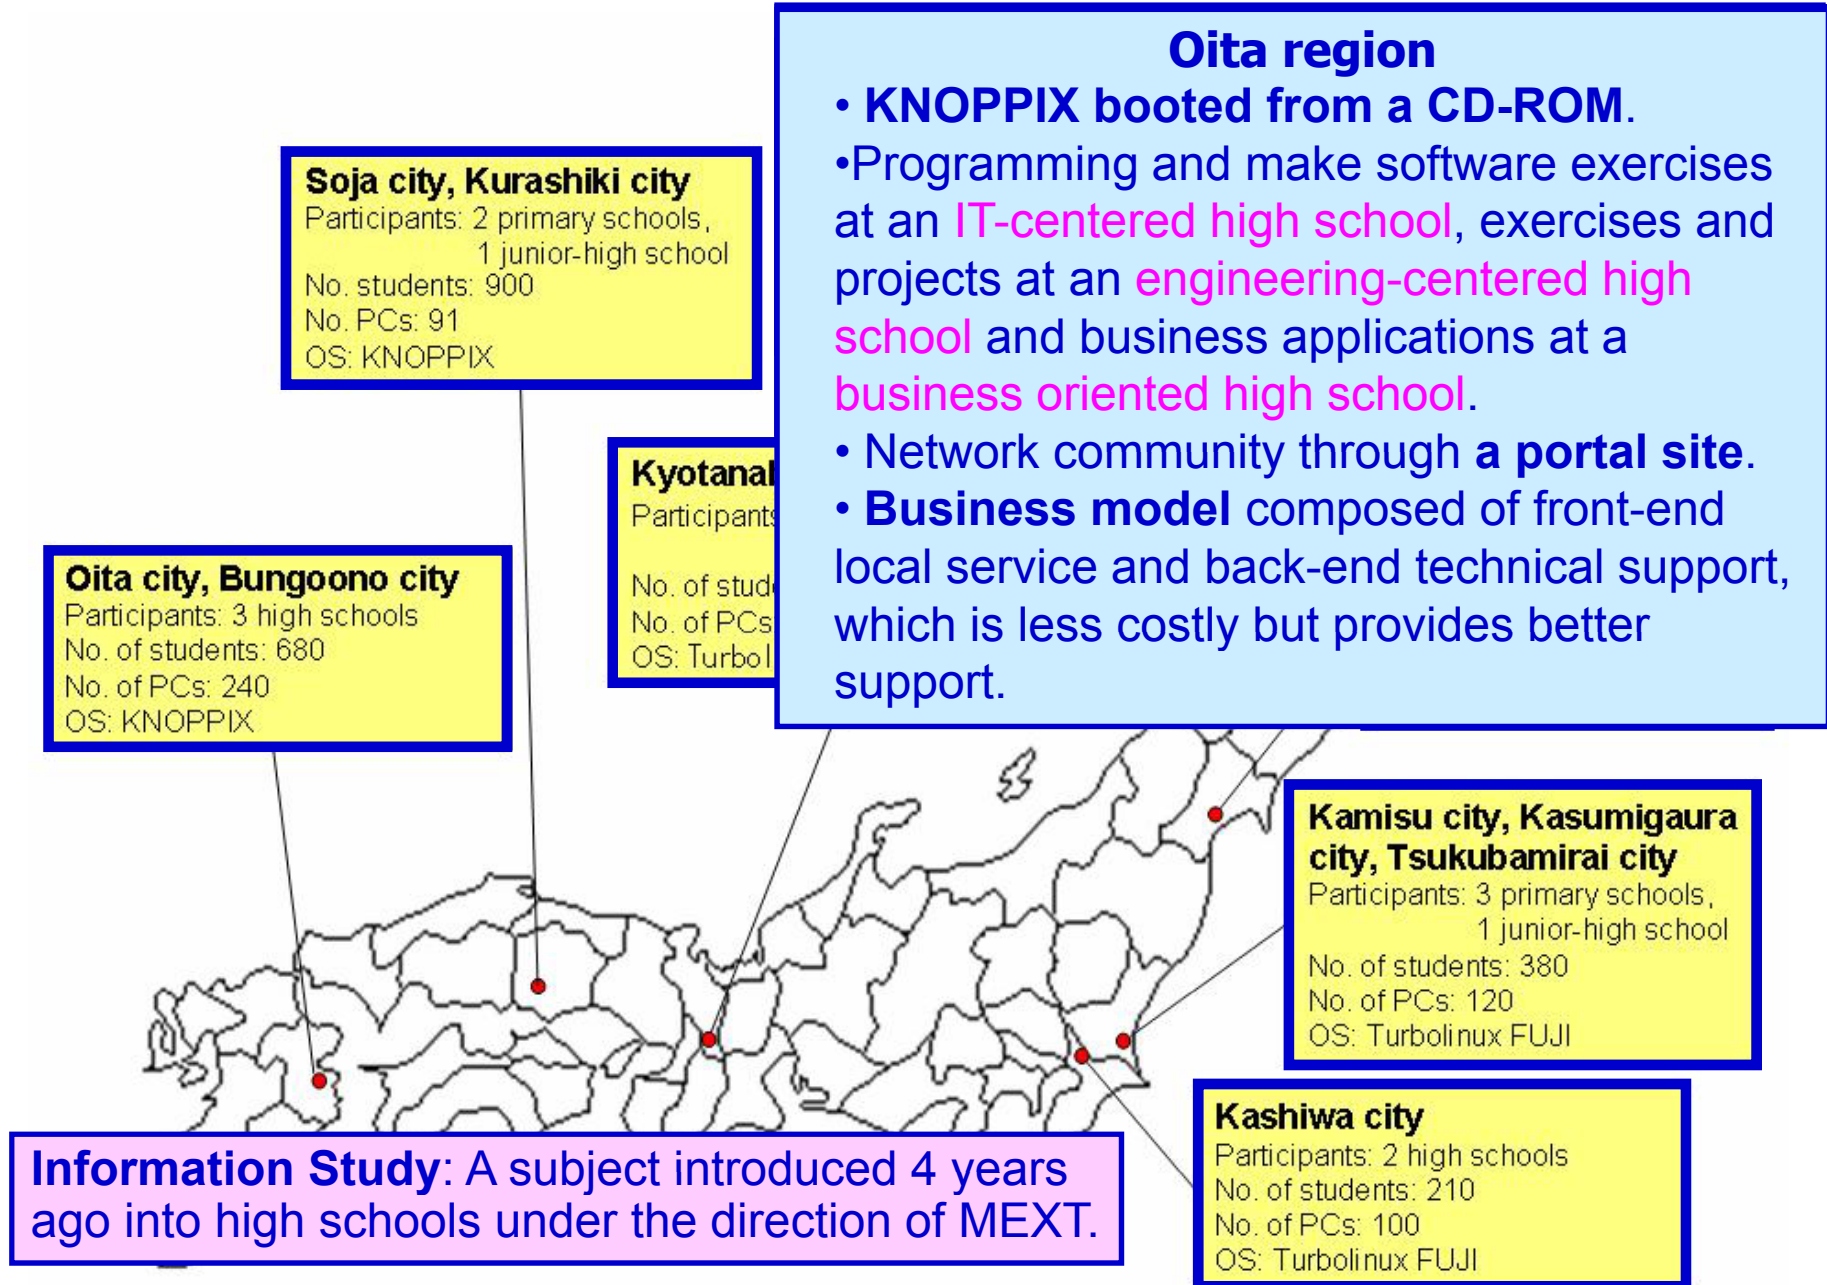 Oita region
• KNOPPIX booted from a CD-ROM.
•Programming and make software exercises
at an IT-centered high school, exercises and
projects at an engineering-centered high
school and business applications at a
business oriented high school.
• Network community through a portal site.
• Business model composed of front-end
local service and back-end technical support,
which is less costly but provides better
support.
Soja city, Kurashiki city
Participants: 2 primary schools,
1 junior-high school
No. students: 900
No. PCs: 91
OS: KNOPPIX
Participants
No. of
No. of PCs
OS:
Oita city, Bungoono city
Participants: 3 high schools
No. of students: 680
No. of PCs: 240
OS: KNOPPIX
Kamisu city, Kasumigaura
city, Tsukubamirai city
Participants: 3 primary schools,
1 junior-high school
No. of students: 380
No. of PCs: 120
OS: Turbolinux FUJI
Kashiwa city
Participants: 2 high schools
No. of students: 210
No. of PCs: 100
OS: Turbolinux FUJI
Information Study: A subject introduced 4 years
ago into high schools under the direction of MEXT.